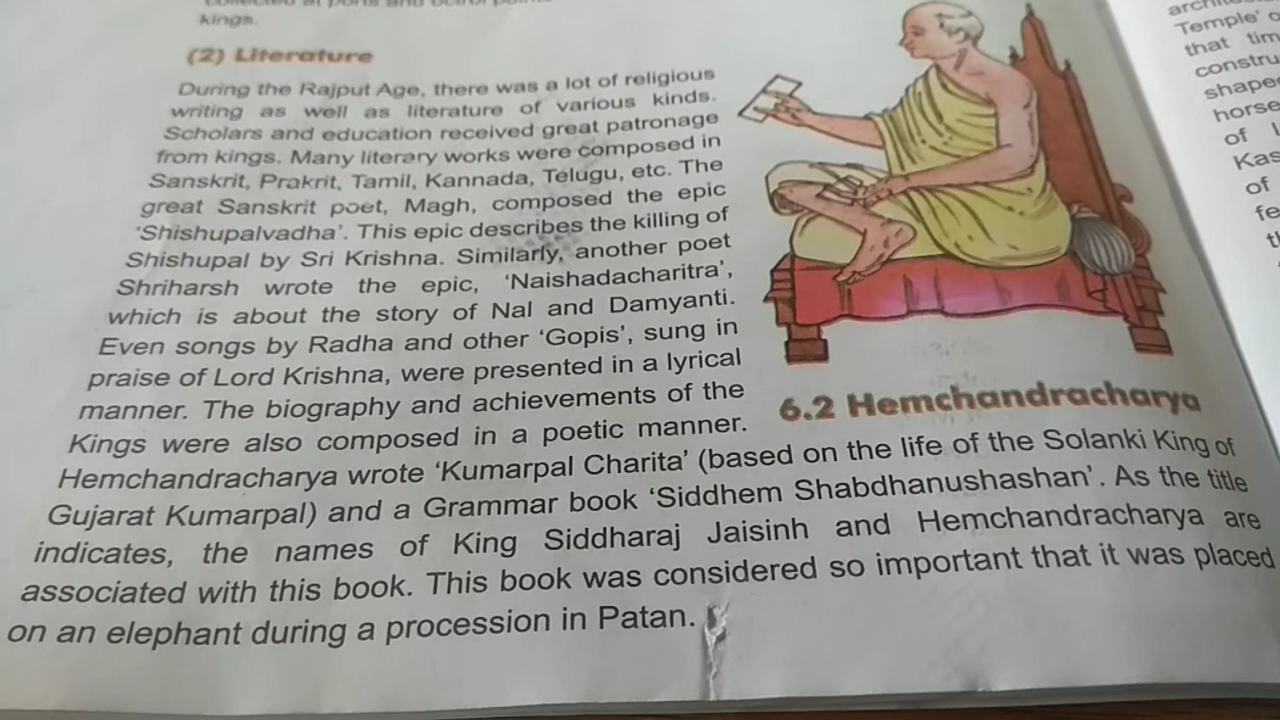 kings.
(2) Literature
During the Rajput Age, there was a lot of religious
writing as well as literature of various kinds.
Scholars and education received great patronage
from kings. Many literary works were composed in
Sanskrit, Prakrit, Tamil, Kannada, Telugu, etc. The
great Sanskrit poet, Magh, composed the epic
'Shishupalvadha'. This epic describes the killing of
Shishupal by Sri Krishna. Similarly, another poet
Shriharsh wrote the epic, 'Naishadacharitra',
which is about the story of Nal and Damyanti.
Even songs by Radha and other 'Gopis', sung in
praise of Lord Krishna, were presented in a lyrical
manner. The biography and achievements of the
Kings were also composed in a poetic manner.
6.2 Hemchandracharya
Hemchandracharya wrote 'Kumarpal Charita' (based on the life of the Solanki King of
Gujarat Kumarpal) and a Grammar book 'Siddhem Shabdhanushashan'. As the title
indicates, the names of King Siddharaj Jaisinh and Hemchandracharya are
associated with this book. This book was considered so important that it was placed
on an elephant during a procession in Patan.
Temple'
that
of
of